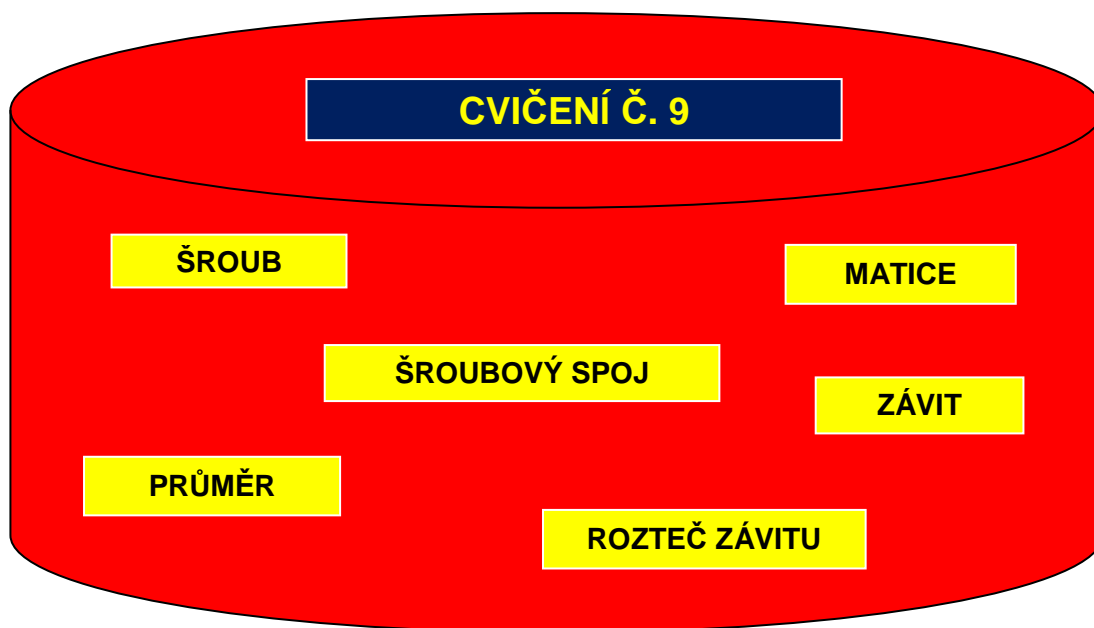 CVIČENÍ Č. 9
ŠROUB
MATICE
ŠROUBOVÝ SPOJ
ZÁVIT
PRŮMĚR
ROZTEČ ZÁVITU